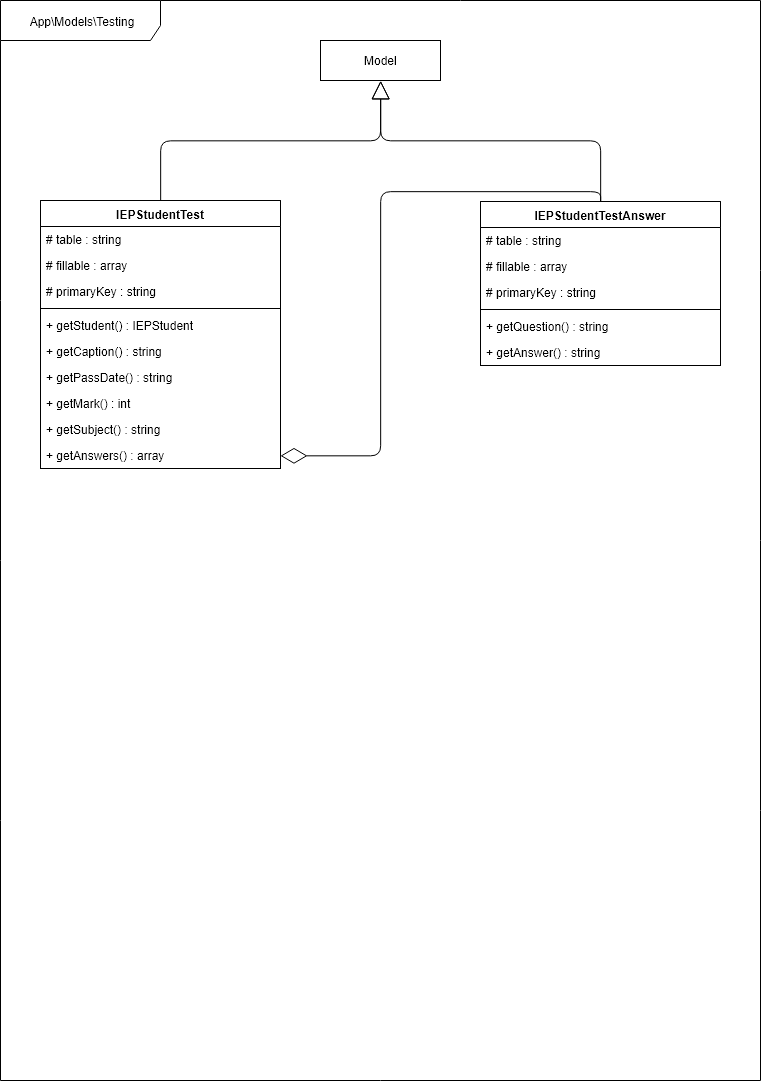 App\Models\Testing
Model
IEPStudentTest
# table : string
# fillable : array
# primaryKey : string
+ getStudent() : IEPStudent
+ getCaption() : string
+ getPassDate() : string
+ getMark() : int
+ getSubject() : string
+ getAnswers() : array
IEPStudentTestAnswer
# table : string
# fillable : array
# primaryKey : string
+ getQuestion() : string
+ getAnswer() : string